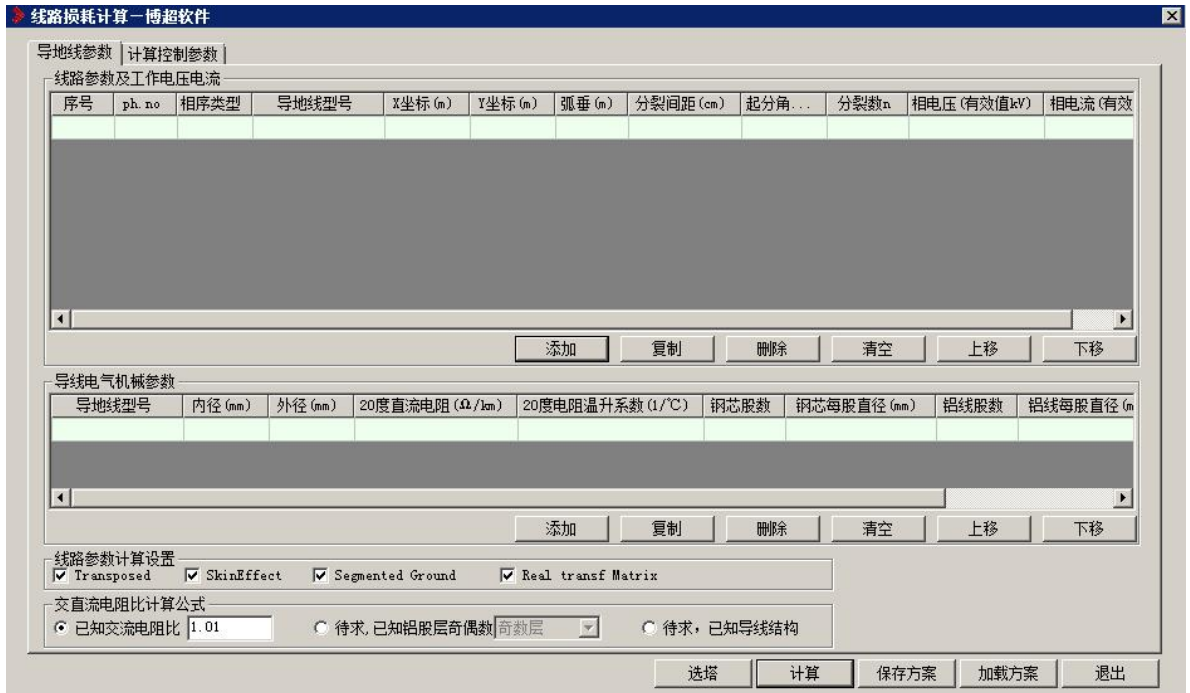 线路损耗计算－博超软件
导地线参数 计算控制参数
线路参数及工作电压电流
序号 ph.no 相序类型 导地线型号 X坐标(m) Y坐标(m) 弧垂(m) 分裂间距(cm) 起分角... 分裂数n 相电压(有效值kV) 相电流(有效
添加 复制 删除 清空 上移 下移
导线电气机械参数
导地线型号 内径(mm) 外径(mm) 20度直流电阻(Ω/km) 20度电阻温升系数(1/℃) 钢芯股数 钢芯每股直径(mm) 铝线股数 铝线每股直径(m
添加 复制 删除 清空 上移 下移
线路参数计算设置
Transposed SkinEffect Segmented Ground Real transf Matrix
交直流电阻比计算公式
已知交流电阻比 1.01 待求,已知铝股层奇偶数 奇数层 待求，已知导线结构
选塔 计算 保存方案 加载方案 退出